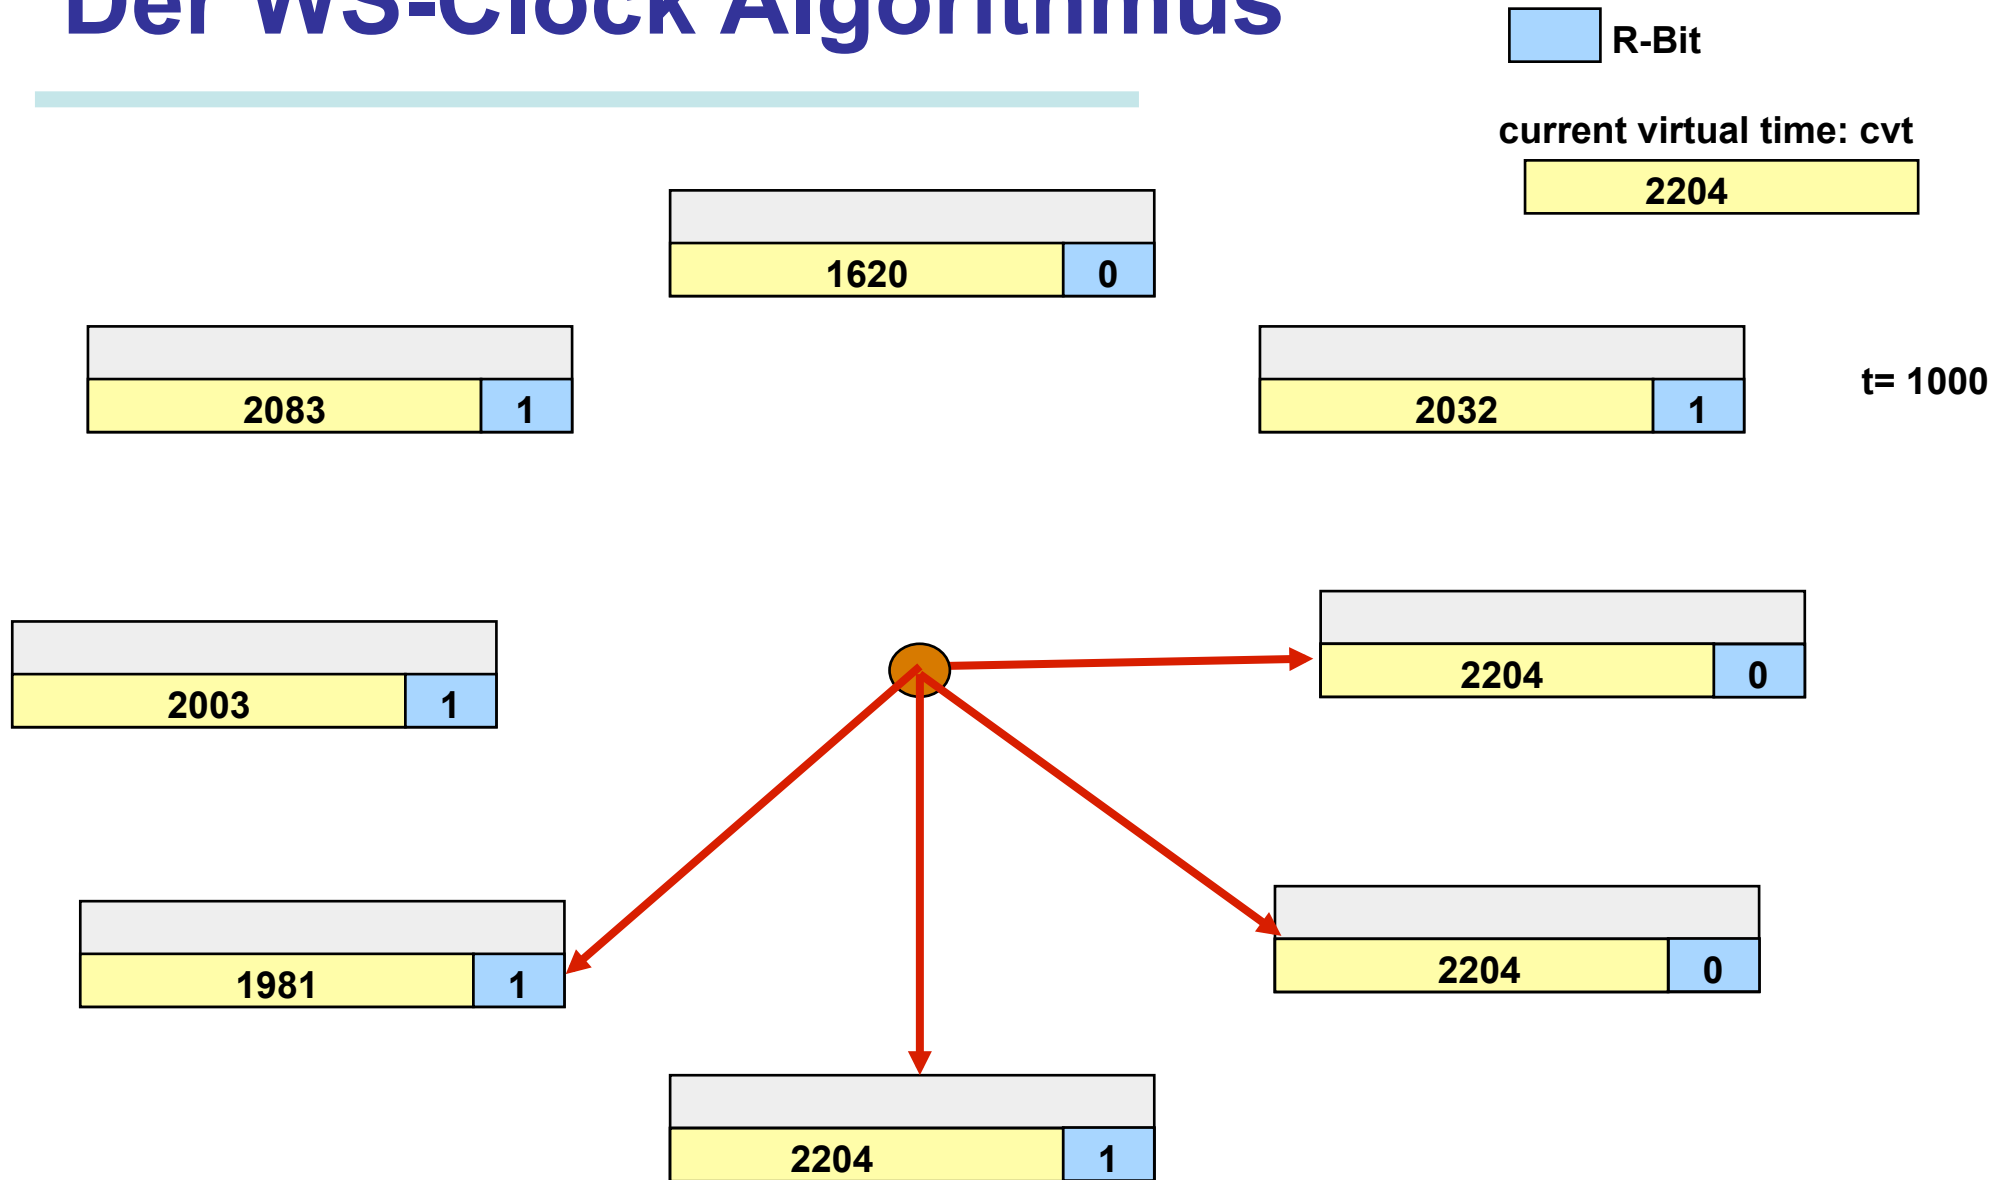 Der WS-Clock Algorithmus
R-Bit
current virtual time: cvt
2204
1620 0
2083 1
2032 1
t= 1000
2003 1
2204 0
1981 1
2204 0
2204 1